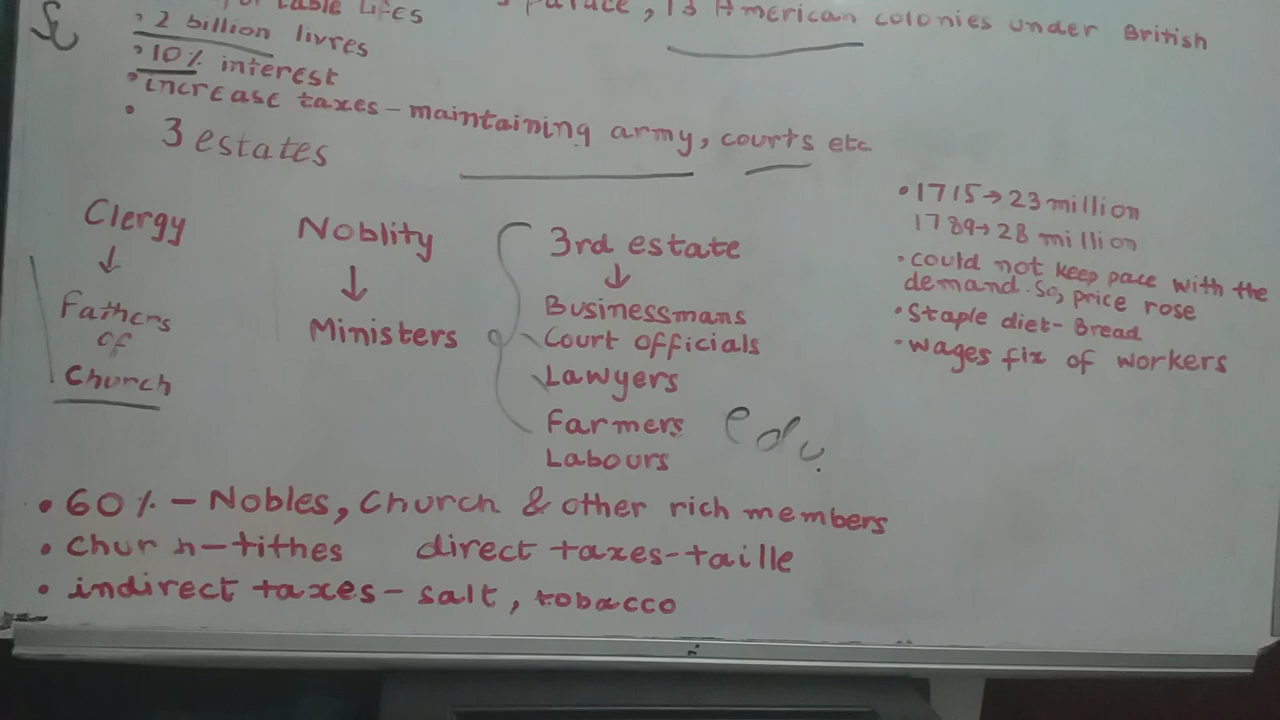 table lifes
palace, 13 American colonies under British
• 2 billion livres
• 10% interest
• increase taxes - maintaining army, courts etc.
•
3 estates
Clergy
↓
Fathers
of
Church
Noblity
↓
Ministers
3rd estate
↓
Businessmans
Court officials
Lawyers
Farmers
Labours
edu.
• 1715→23 million
1789→28 million
• could not keep pace with the
demand. so, price rose
• Staple diet- Bread
• wages fix of workers
• 60% - Nobles, Church & other rich members
• chur h-tithes direct taxes-taille
• indirect taxes- salt, tobacco